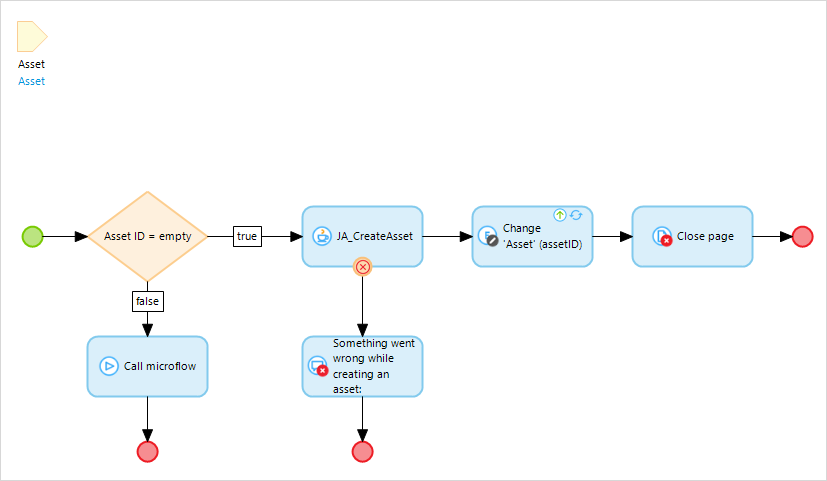 Asset
Asset
Asset ID = empty
true
JA_CreateAsset
Change
'Asset' (assetID)
Close page
false
Call microflow
Something went
wrong while
creating an
asset: